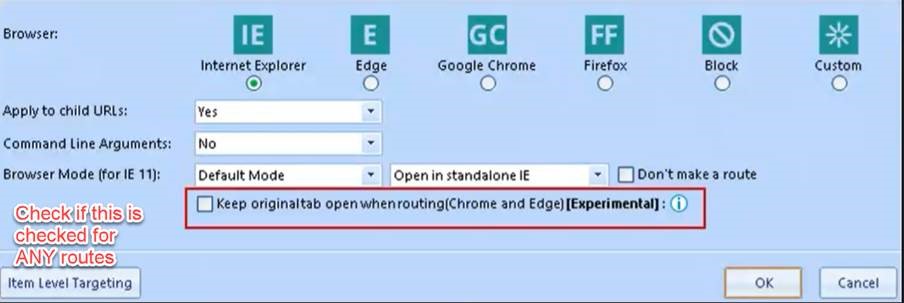 Browser:
IE E GC FF
Internet Explorer Edge Google Chrome Firefox Block Custom
Apply to child URLs: Yes
Command Line Arguments: No
Browser Mode (for IE 11): Default Mode Open in standalone IE Don't make a route
Keep original tab open when routing(Chrome and Edge)[Experimental] : i
Check if this is
checked for
ANY routes
Item Level Targeting OK Cancel